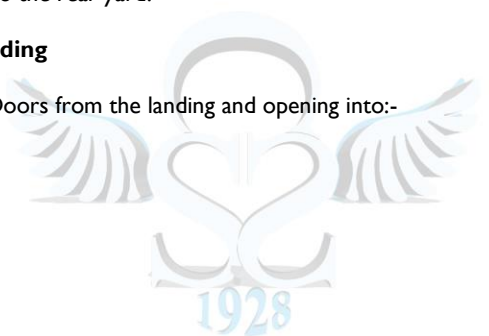 the rear yard.
ding
Doors from the landing and opening into:-
1928